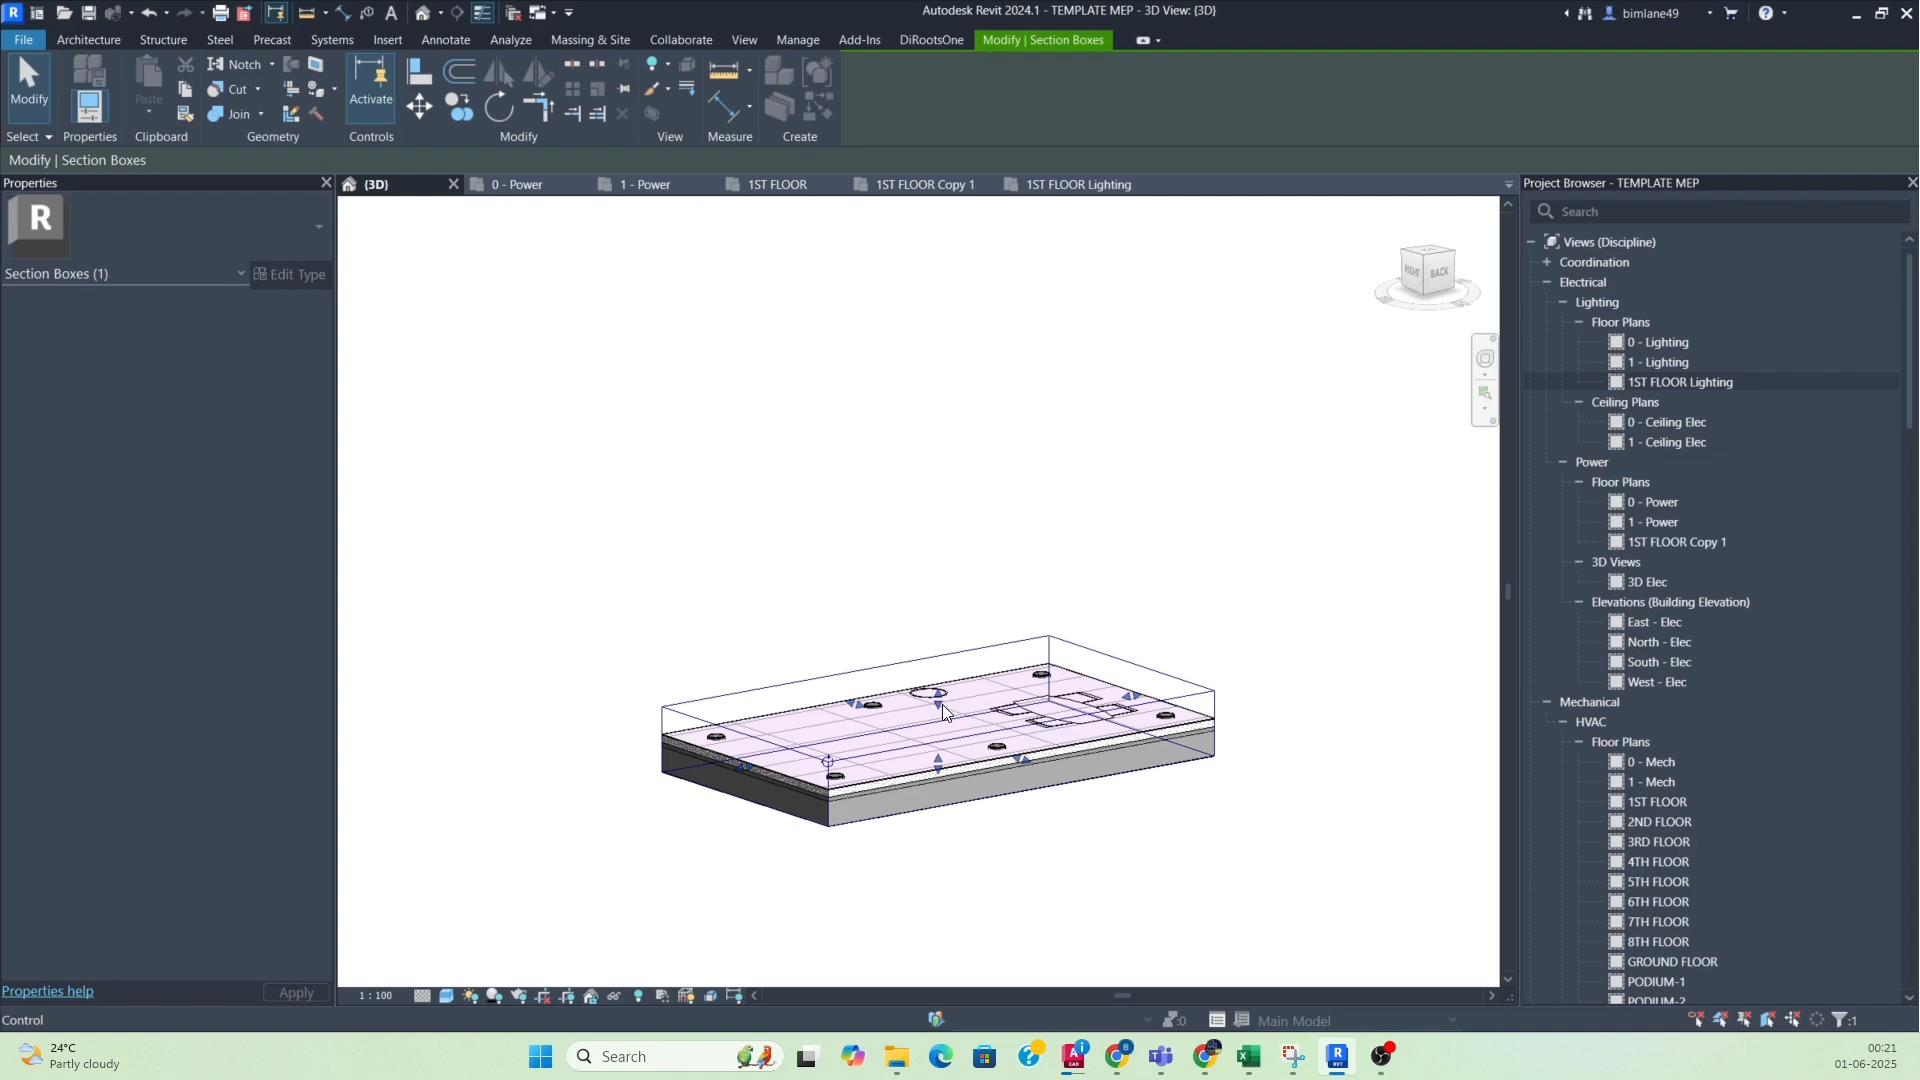 Autodesk Revit 2024.1 - TEMPLATE MEP - 3D View: {3D}
bimlane49
File
Architecture
Structure
Steel
Precast
Systems
Insert
Annotate
Analyze
Massing & Site
Collaborate
View
Manage
Add-Ins
DiRootsOne
Modify | Section Boxes
Modify
Paste
Notch
Cut
Join
Activate
Select
Properties
Clipboard
Geometry
Controls
Modify
View
Measure
Create
Modify | Section Boxes
Properties
R
Section Boxes (1)
Edit Type
Properties help
Apply
{3D}
0 - Power
1 - Power
1ST FLOOR
1ST FLOOR Copy 1
1ST FLOOR Lighting
RIGHT
BACK
1 : 100
Project Browser - TEMPLATE MEP
Search
Views (Discipline)
Coordination
Electrical
Lighting
Floor Plans
0 - Lighting
1 - Lighting
1ST FLOOR Lighting
Ceiling Plans
0 - Ceiling Elec
1 - Ceiling Elec
Power
Floor Plans
0 - Power
1 - Power
1ST FLOOR Copy 1
3D Views
3D Elec
Elevations (Building Elevation)
East - Elec
North - Elec
South - Elec
West - Elec
Mechanical
HVAC
Floor Plans
0 - Mech
1 - Mech
1ST FLOOR
2ND FLOOR
3RD FLOOR
4TH FLOOR
5TH FLOOR
6TH FLOOR
7TH FLOOR
8TH FLOOR
GROUND FLOOR
PODIUM-1
PODIUM-2
Control
:0
Main Model
:1
24°C
Partly cloudy
Search
00:21
01-06-2025